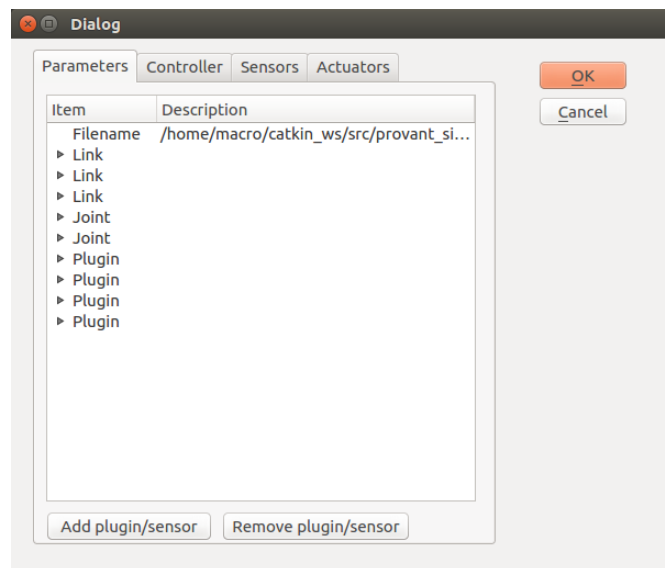 Dialog
Parameters Controller Sensors Actuators
OK
Cancel
Item Description
Filename /home/macro/catkin_ws/src/provant_si...
Link
Link
Link
Joint
Joint
Plugin
Plugin
Plugin
Plugin
Add plugin/sensor Remove plugin/sensor